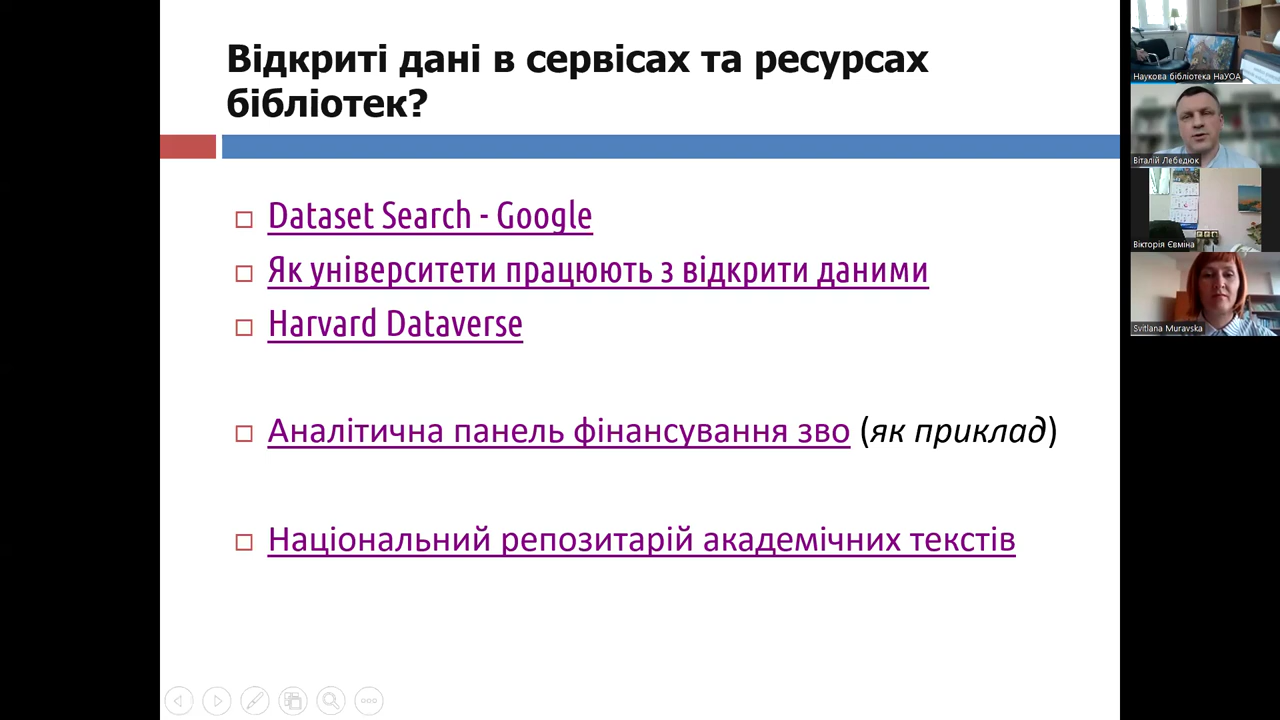 Відкриті дані в сервісах та ресурсах
бібліотек?
Dataset Search - Google
Як університети працюють з відкрити даними
Harvard Dataverse
Аналітична панель фінансування зво (як приклад)
Національний репозитарій академічних текстів
Наукова бібліотека НаУОА
Віталій Лебедюк
Вікторія Євміна
Svitlana Muravska